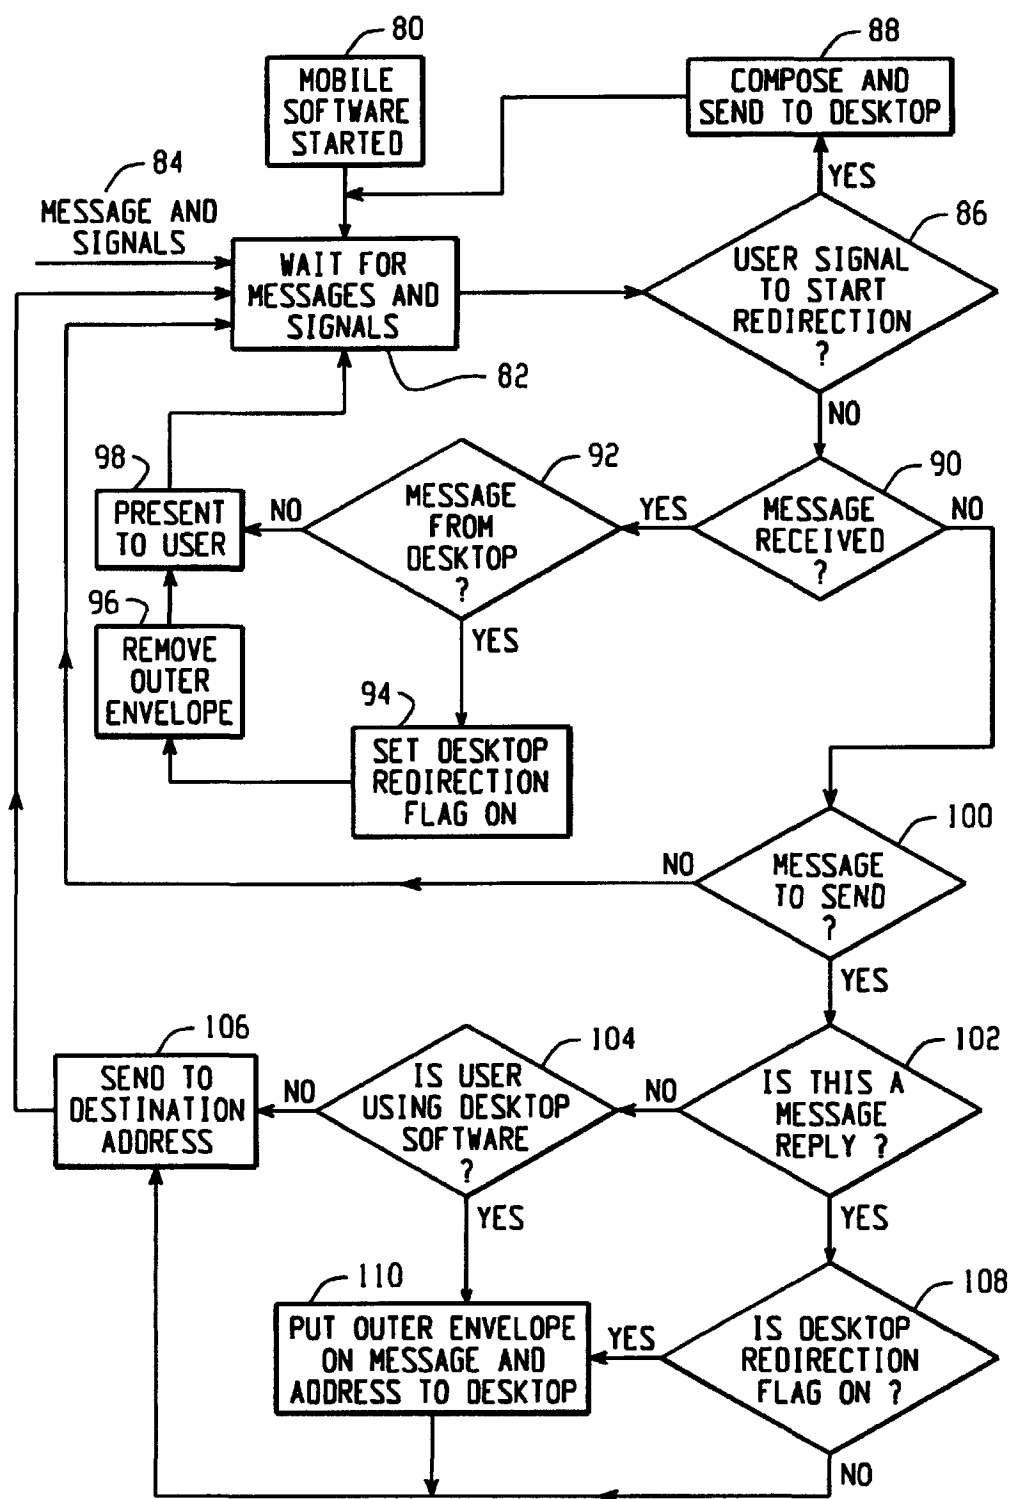 80
MOBILE
SOFTWARE
STARTED
88
COMPOSE AND
SEND TO DESKTOP
YES
84
MESSAGE AND
SIGNALS
WAIT FOR
MESSAGES AND
SIGNALS
82
86
USER SIGNAL
TO START
REDIRECTION
?
NO
98
PRESENT
TO USER
NO
92
MESSAGE
FROM
DESKTOP
?
YES
YES
90
MESSAGE
RECEIVED
?
NO
96
REMOVE
OUTER
ENVELOPE
94
SET DESKTOP
REDIRECTION
FLAG ON
100
MESSAGE
TO SEND
?
NO
YES
106
SEND TO
DESTINATION
ADDRESS
NO
104
IS USER
USING DESKTOP
SOFTWARE
?
YES
NO
102
IS THIS A
MESSAGE
REPLY ?
YES
110
PUT OUTER ENVELOPE
ON MESSAGE AND
ADDRESS TO DESKTOP
YES
108
IS DESKTOP
REDIRECTION
FLAG ON ?
NO